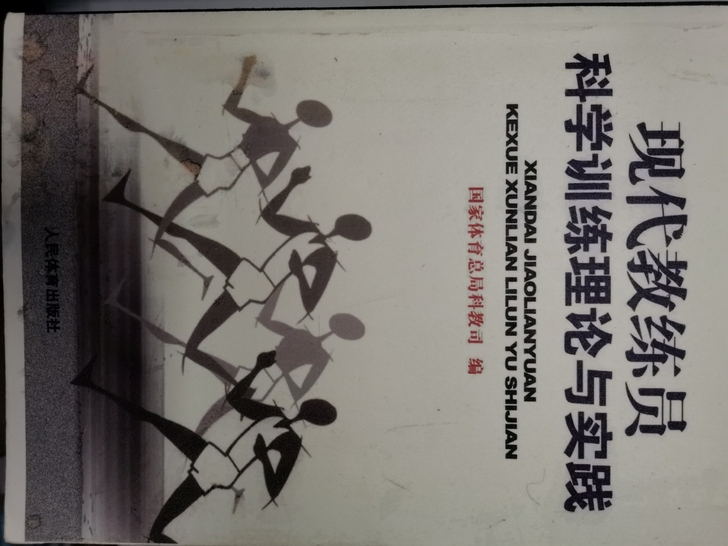 现代教练员
科学训练理论与实践
XIANDAI JIAOLIANYUAN
KEXUE XUNLIAN LILUN YU SHIJIAN
国家体育总局科教司 编
人民体育出版社